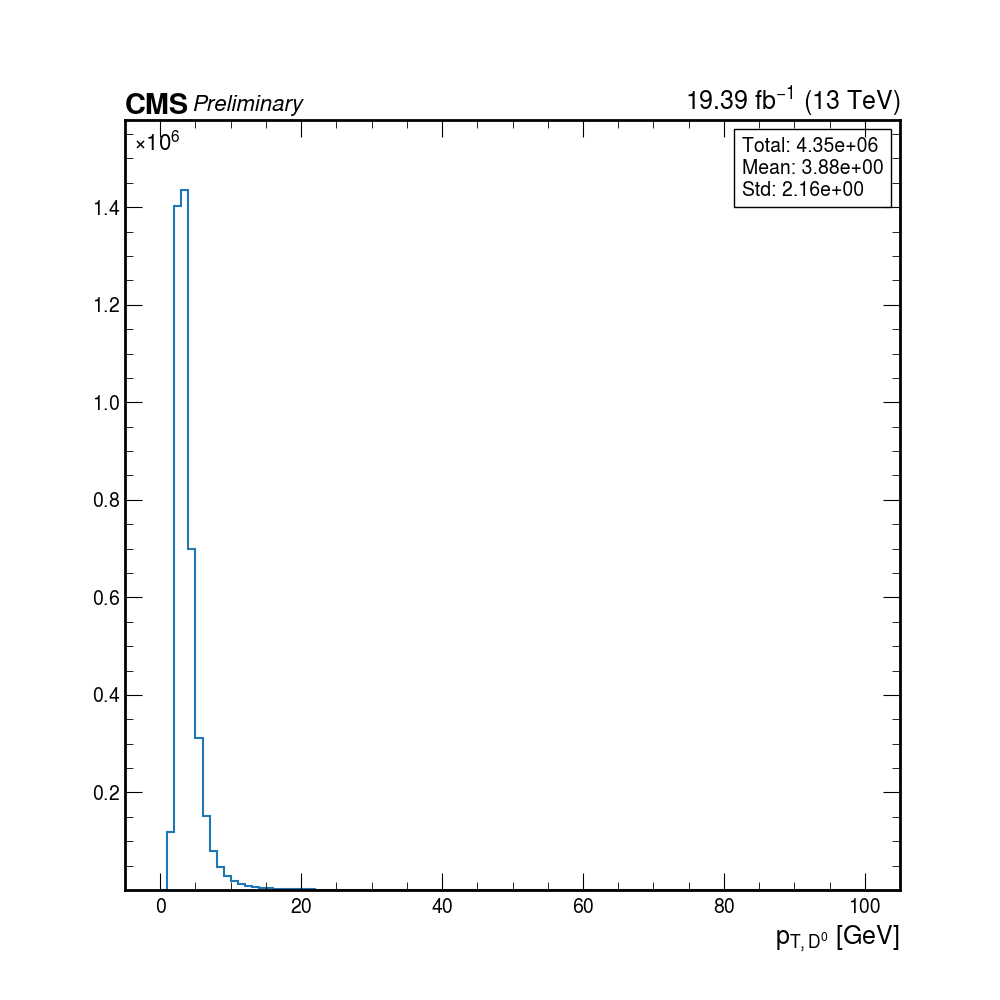 CMS Preliminary
19.39 fb⁻¹ (13 TeV)
×10⁶
Total: 4.35e+06
Mean: 3.88e+00
Std: 2.16e+00
1.4
1.2
1.0
0.8
0.6
0.4
0.2
0 20 40 60 80 100
p_{T, D⁰} [GeV]